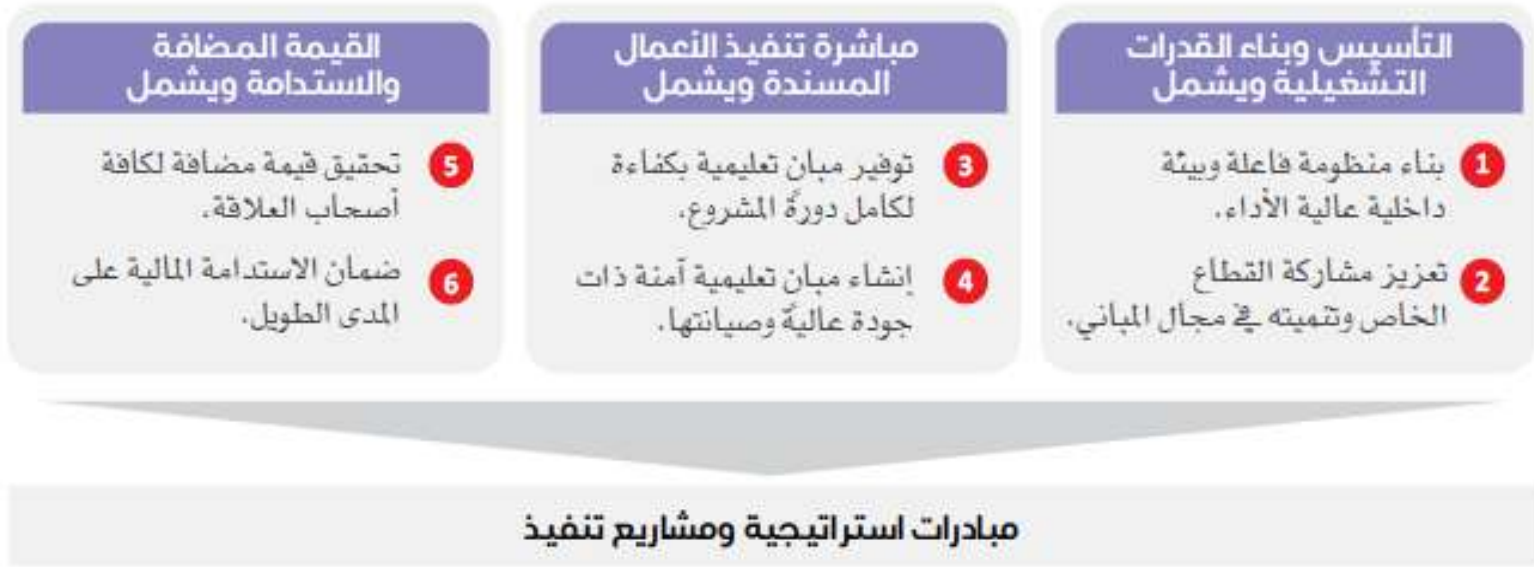 التأسيس وبناء القدرات
التشغيلية ويشمل
1 بناء منظومة فاعلة وبيئة
داخلية عالية الأداء.
2 تعزيز مشاركة القطاع
الخاص وتنميته في مجال المباني.
مباشرة تنفيذ الأعمال
المسندة ويشمل
3 توفير مبانٍ تعليمية بكفاءة
لكامل دورة المشروع.
4 إنشاء مبانٍ تعليمية آمنة ذات
جودة عالية وصيانتها.
القيمة المضافة
والاستدامة ويشمل
5 تحقيق قيمة مضافة لكافة
أصحاب العلاقة.
6 ضمان الاستدامة المالية على
المدى الطويل.
مبادرات استراتيجية ومشاريع تنفيذ